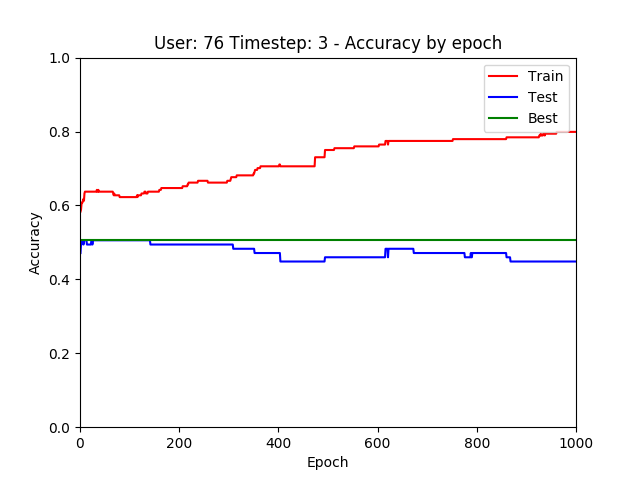 User: 76 Timestep: 3 - Accuracy by epoch
Train
Test
Best
Accuracy
1.0
0.8
0.6
0.4
0.2
0.0
0 200 400 600 800 1000
Epoch